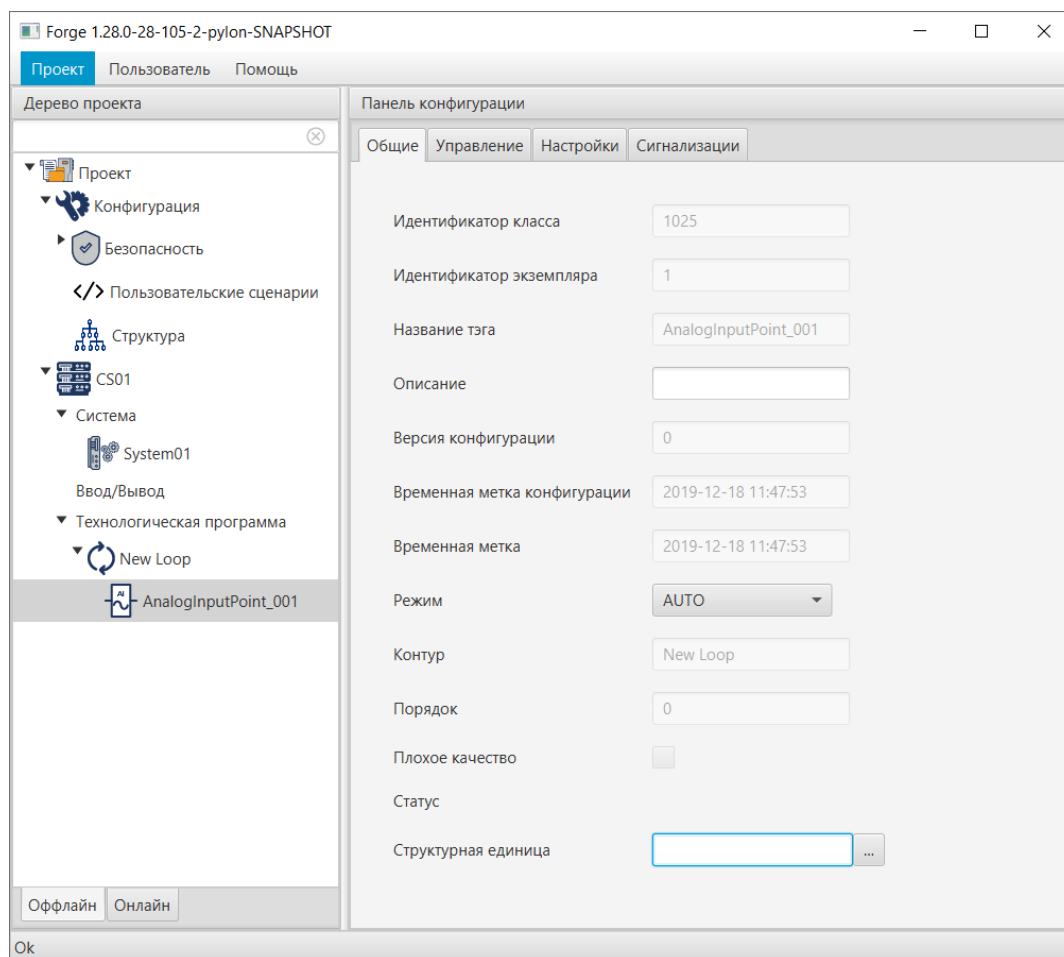 Forge 1.28.0-28-105-2-pylon-SNAPSHOT
Проект Пользователь Помощь
Дерево проекта
Проект
Конфигурация
Безопасность
</> Пользовательские сценарии
Структура
CS01
Система
System01
Ввод/Вывод
Технологическая программа
New Loop
AI AnalogInputPoint_001
Оффлайн Онлайн
Панель конфигурации
Общие Управление Настройки Сигнализации
Идентификатор класса 1025
Идентификатор экземпляра 1
Название тэга AnalogInputPoint_001
Описание
Версия конфигурации 0
Временная метка конфигурации 2019-12-18 11:47:53
Временная метка 2019-12-18 11:47:53
Режим AUTO
Контур New Loop
Порядок 0
Плохое качество
Статус
Структурная единица ...
Ok